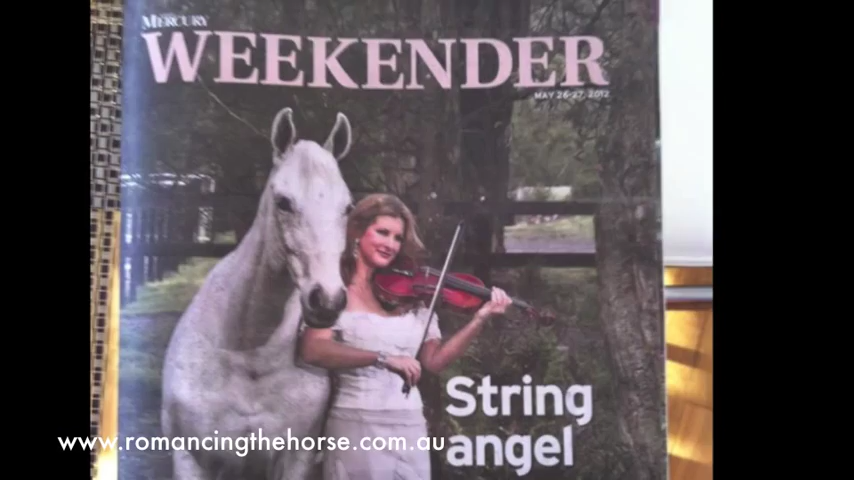 MERCURY
WEEKENDER
MAY 26-27, 2012
String
angel
www.romancingthehorse.com.au